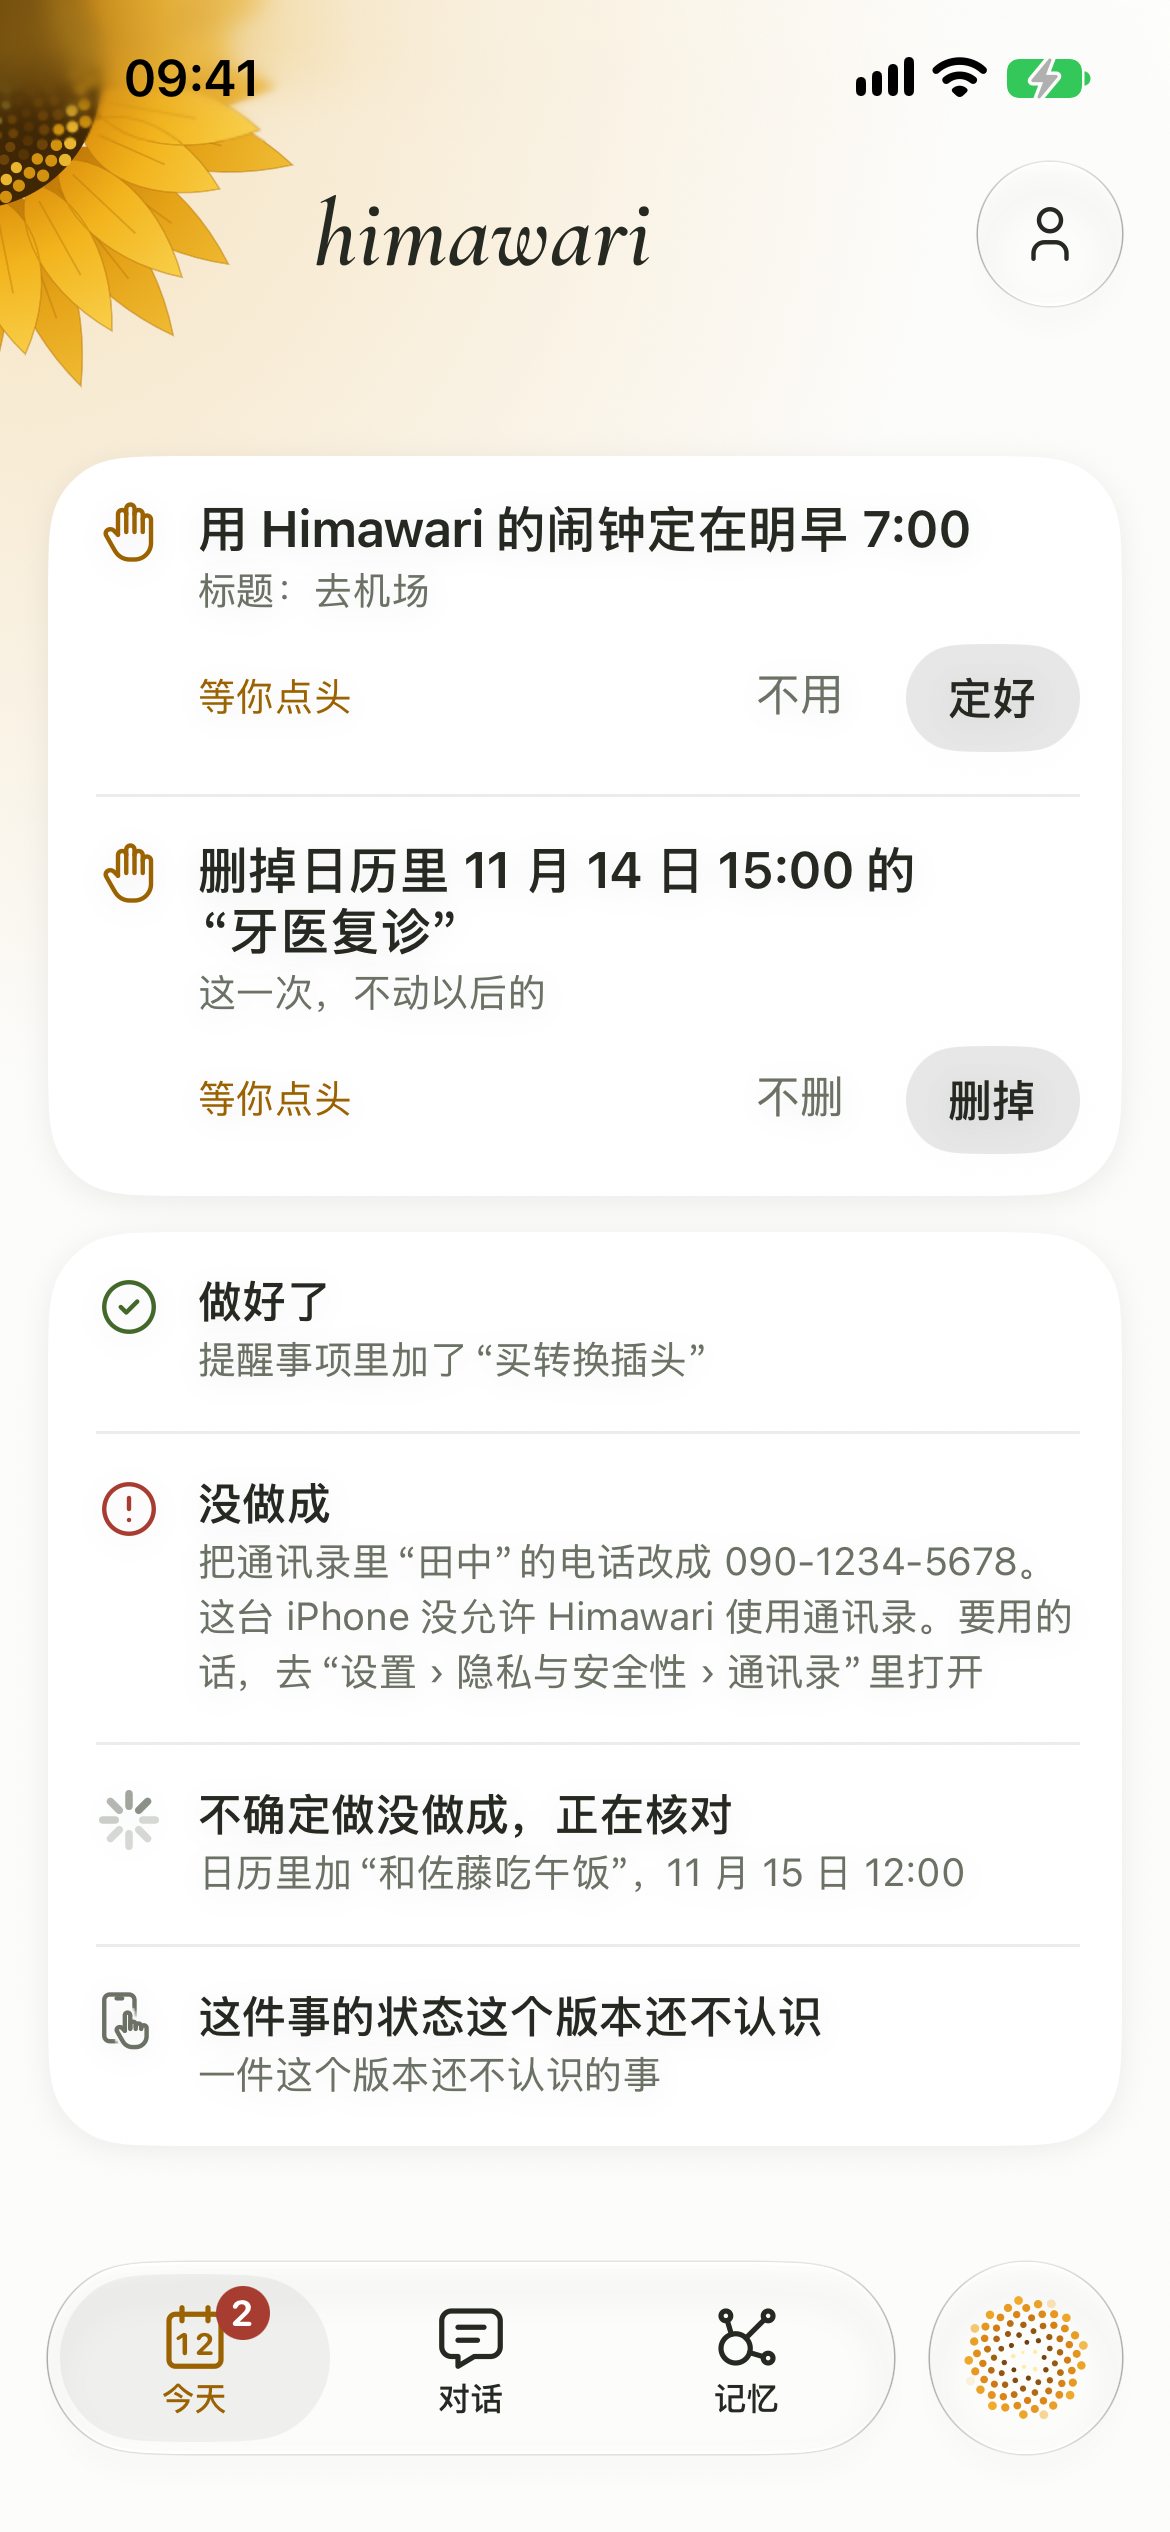 09:41
himawari
用 Himawari 的闹钟定在明早 7:00
标题：去机场
等你点头
不用
定好
删掉日历里 11 月 14 日 15:00 的
“牙医复诊”
这一次，不动以后的
等你点头
不删
删掉
做好了
提醒事项里加了“买转换插头”
没做成
把通讯录里“田中”的电话改成 090-1234-5678。
这台 iPhone 没允许 Himawari 使用通讯录。要用的
话，去“设置 › 隐私与安全性 › 通讯录”里打开
不确定做没做成，正在核对
日历里加“和佐藤吃午饭”，11 月 15 日 12:00
这件事的状态这个版本还不认识
一件这个版本还不认识的事
12
2
今天
对话
记忆